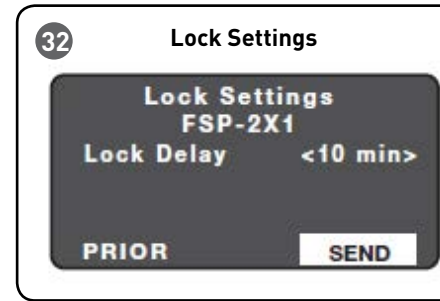 32 Lock Settings
Lock Settings
FSP-2X1
Lock Delay <10 min>
PRIOR SEND